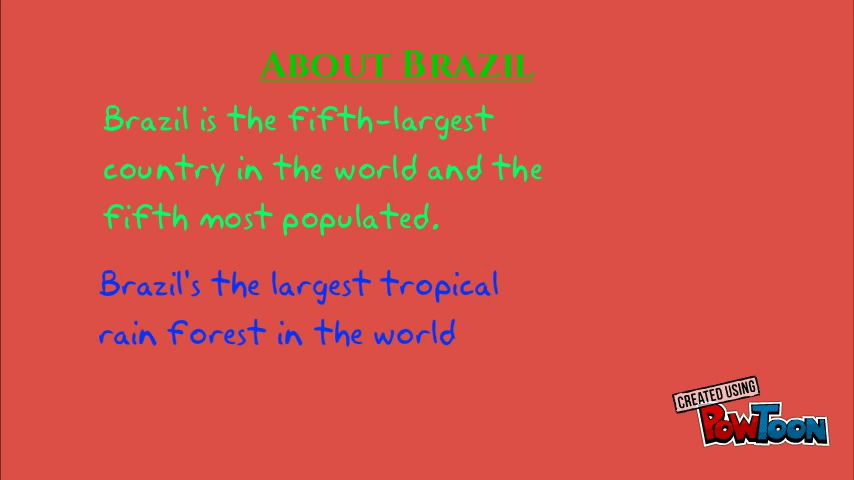 About Brazil
Brazil is the fifth-largest
country in the world and the
fifth most populated.
Brazil's the largest tropical
rain forest in the world
CREATED USING
POWTOON